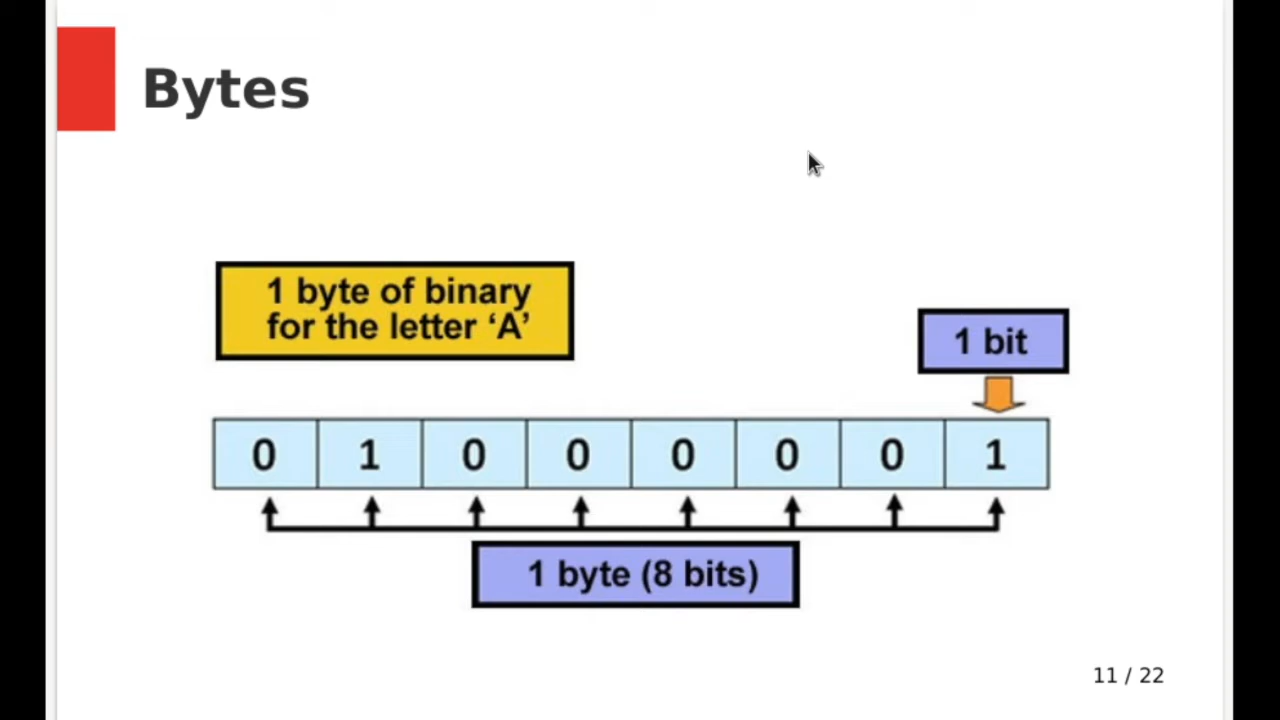 Bytes
1 byte of binary
for the letter ‘A’
1 bit
0 1 0 0 0 0 0 1
1 byte (8 bits)
11 / 22